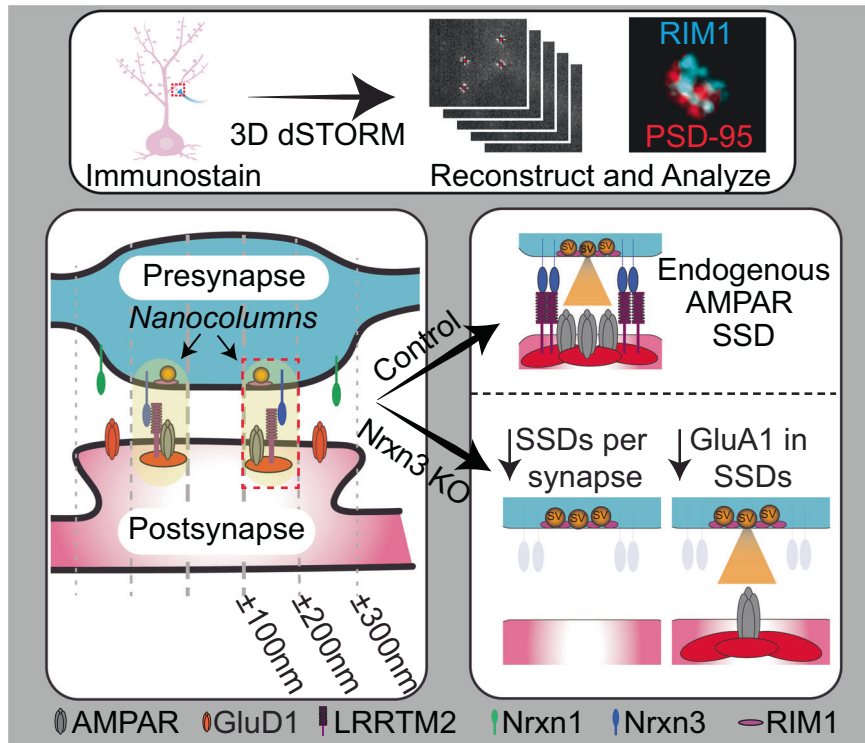 RIM1
PSD-95
3D dSTORM
Immunostain
Reconstruct and Analyze
Presynapse
Nanocolumns
Postsynapse
±100nm
±200nm
±300nm
Control
Nrxn3 KO
SV SV SV
Endogenous
AMPAR
SSD
↓SSDs per
synapse
↓GluA1 in
SSDs
SV SV SV
SV SV SV
AMPAR GluD1 LRRTM2 Nrxn1 Nrxn3 RIM1